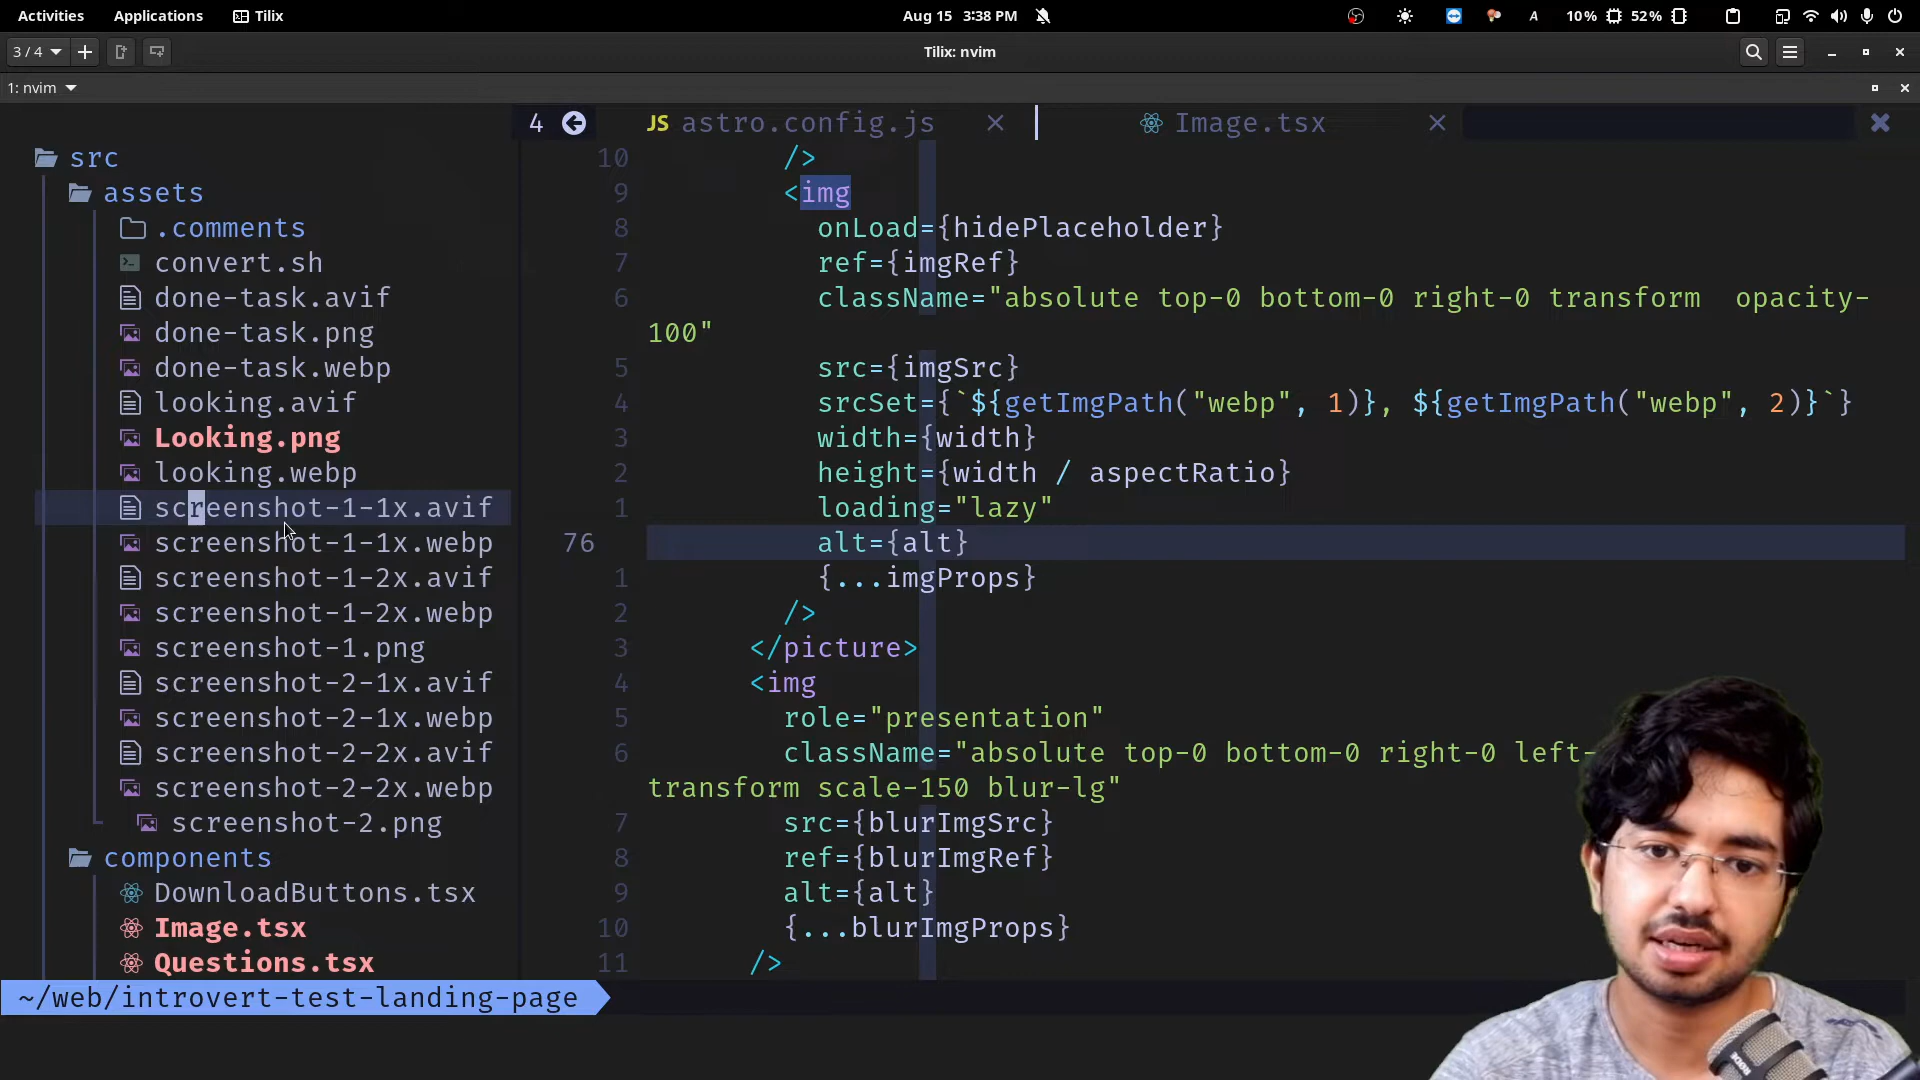 Activities Applications Tilix Aug 15 3:38 PM A 10% 52%
3 / 4 Tilix: nvim
1: nvim
4 JS astro.config.js Image.tsx
src
assets
.comments
convert.sh
done-task.avif
done-task.png
done-task.webp
looking.avif
Looking.png
looking.webp
screenshot-1-1x.avif
screenshot-1-1x.webp
screenshot-1-2x.avif
screenshot-1-2x.webp
screenshot-1.png
screenshot-2-1x.avif
screenshot-2-1x.webp
screenshot-2-2x.avif
screenshot-2-2x.webp
screenshot-2.png
components
DownloadButtons.tsx
Image.tsx
Questions.tsx
10 />
9 <img
8 onLoad={hidePlaceholder}
7 ref={imgRef}
6 className="absolute top-0 bottom-0 right-0 transform  opacity-
100"
5 src={imgSrc}
4 srcSet={`${getImgPath("webp", 1)}, ${getImgPath("webp", 2)}`}
3 width={width}
2 height={width / aspectRatio}
1 loading="lazy"
76 alt={alt}
1 {...imgProps}
2 />
3 </picture>
4 <img
5 role="presentation"
6 className="absolute top-0 bottom-0 right-0 left-
transform scale-150 blur-lg"
7 src={blurImgSrc}
8 ref={blurImgRef}
9 alt={alt}
10 {...blurImgProps}
11 />
~/web/introvert-test-landing-page
RODE